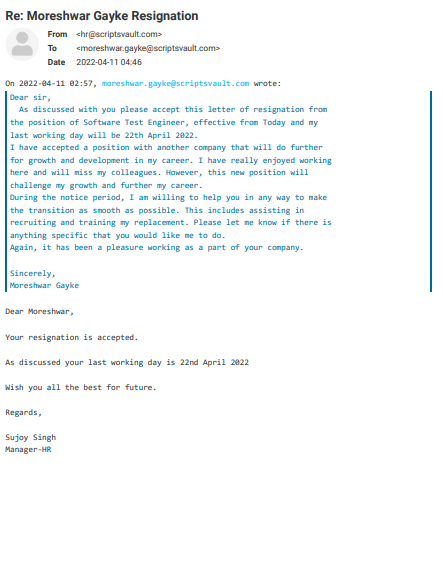 Re: Moreshwar Gayke Resignation
From <hr@scriptsvault.com>
To <moreshwar.gayke@scriptsvault.com>
Date 2022-04-11 04:46
On 2022-04-11 02:57, moreshwar.gayke@scriptsvault.com wrote:
Dear sir,
As discussed with you please accept this letter of resignation from
the position of Software Test Engineer, effective from Today and my
last working day will be 22th April 2022.
I have accepted a position with another company that will do further
for growth and development in my career. I have really enjoyed working
here and will miss my colleagues. However, this new position will
challenge my growth and further my career.
During the notice period, I am willing to help you in any way to make
the transition as smooth as possible. This includes assisting in
recruiting and training my replacement. Please let me know if there is
anything specific that you would like me to do.
Again, it has been a pleasure working as a part of your company.
Sincerely,
Moreshwar Gayke
Dear Moreshwar,
Your resignation is accepted.
As discussed your last working day is 22nd April 2022
Wish you all the best for future.
Regards,
Sujoy Singh
Manager-HR